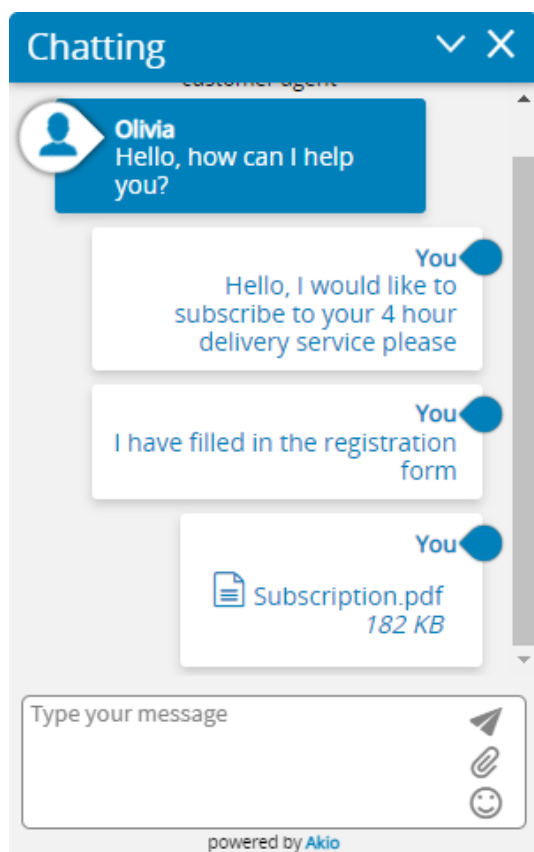 Chatting
customer agent
Olivia
Hello, how can I help
you?
You
Hello, I would like to
subscribe to your 4 hour
delivery service please
You
I have filled in the registration
form
You
Subscription.pdf
182 KB
Type your message
powered by Akio